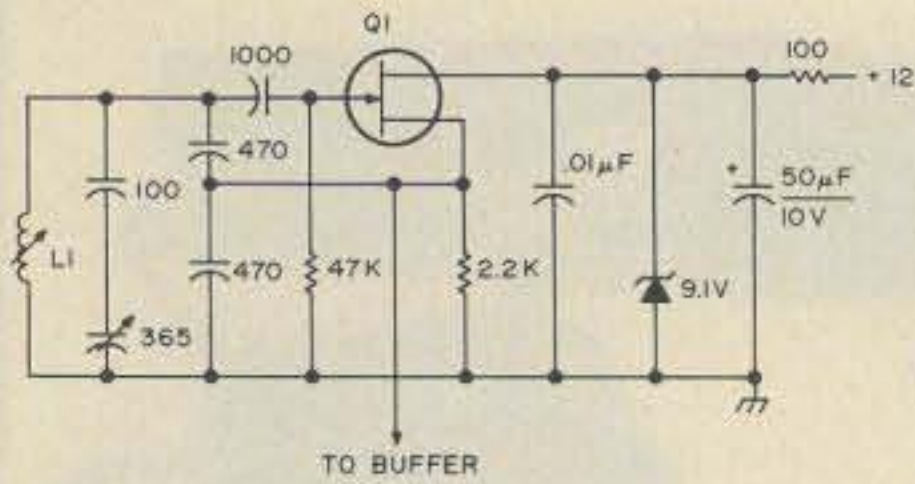 Q1
1000
100
+ 12
470
.01µF
+
50µF
10V
100
L1
470
47K
2.2K
9.1V
365
TO BUFFER